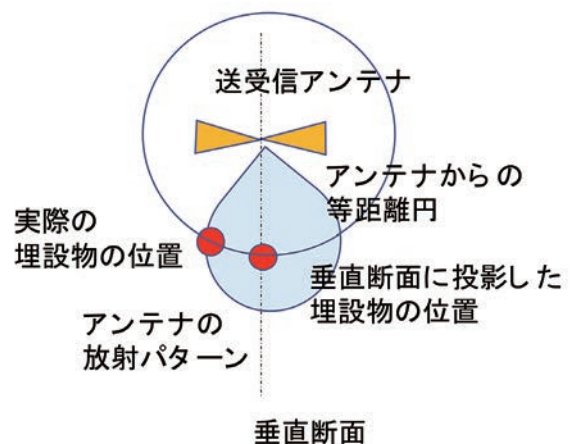 送受信アンテナ
アンテナからの
等距離円
実際の
埋設物の位置
垂直断面に投影した
埋設物の位置
アンテナの
放射パターン
垂直断面